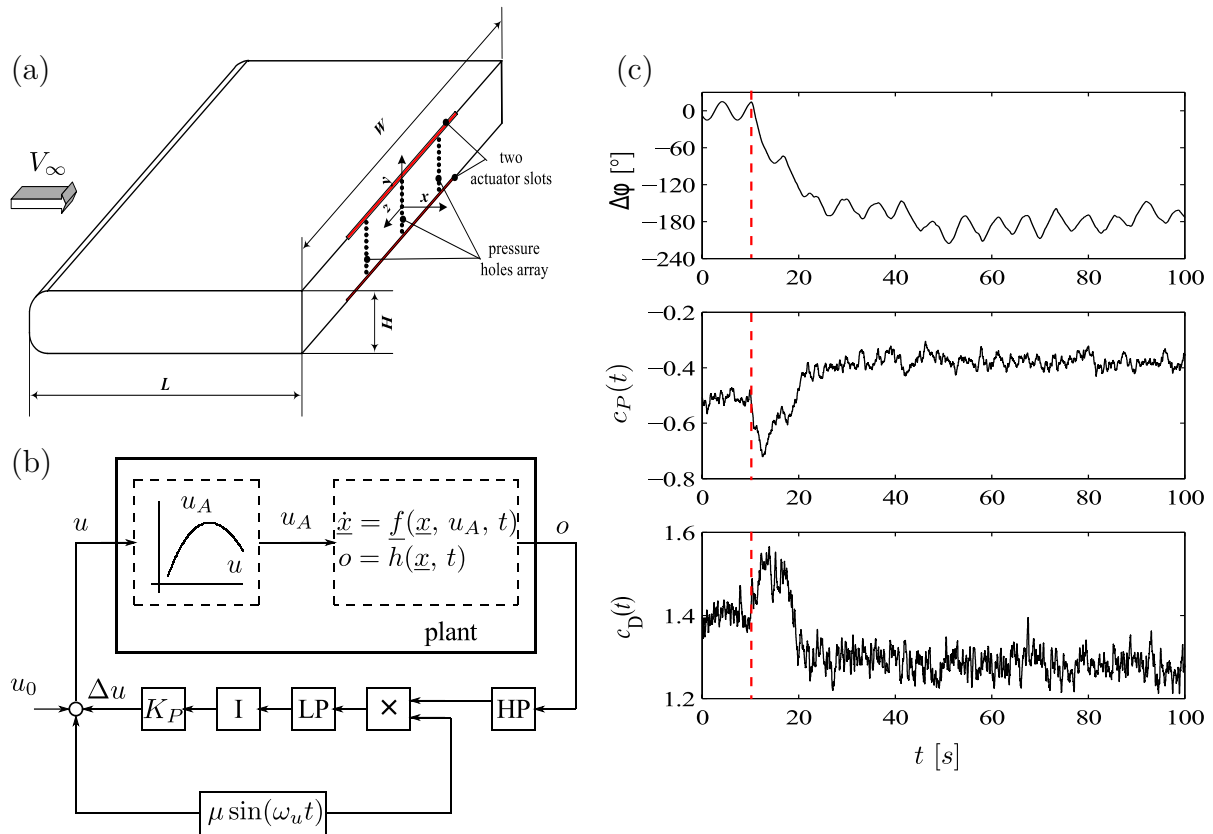 (a)
V∞
W
y
x
z
two
actuator slots
pressure
holes array
H
L
(b)
u_A
u
u
u_A
ẋ = f(x, u_A, t)
o = h(x, t)
o
plant
u₀
Δu
K_P
I
LP
×
HP
μ sin(ω_u t)
(c)
Δφ [°]
0
−60
−120
−180
−240
0 20 40 60 80 100
c_P(t)
−0.2
−0.4
−0.6
−0.8
0 20 40 60 80 100
c_D(t)
1.6
1.4
1.2
0 20 40 60 80 100
t [s]